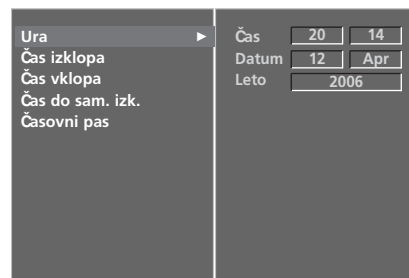 Ura ►
Čas izklopa
Čas vklopa
Čas do sam. izk.
Časovni pas
Čas 20 14
Datum 12 Apr
Leto 2006